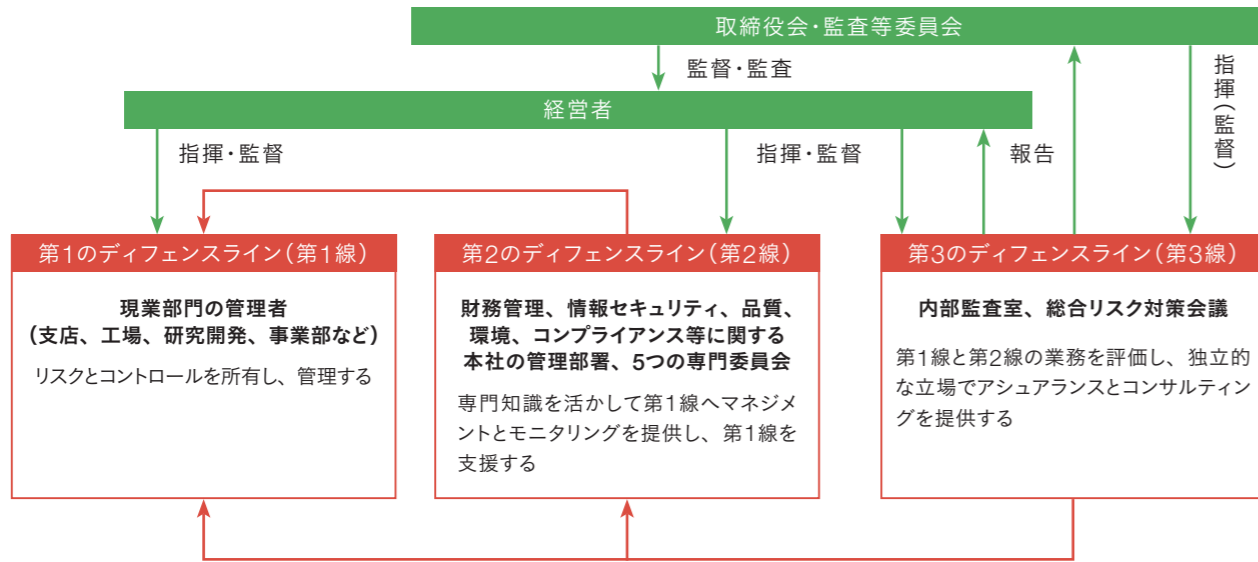 取締役会・監査等委員会
監督・監査
指揮（監督）
経営者
指揮・監督
指揮・監督
報告
第1のディフェンスライン（第1線）
現業部門の管理者
（支店、工場、研究開発、事業部など）
リスクとコントロールを所有し、管理する
第2のディフェンスライン（第2線）
財務管理、情報セキュリティ、品質、
環境、コンプライアンス等に関する
本社の管理部署、5つの専門委員会
専門知識を活かして第1線へマネジメ
ントとモニタリングを提供し、第1線を
支援する
第3のディフェンスライン（第3線）
内部監査室、総合リスク対策会議
第1線と第2線の業務を評価し、独立的
な立場でアシュアランスとコンサルティン
グを提供する